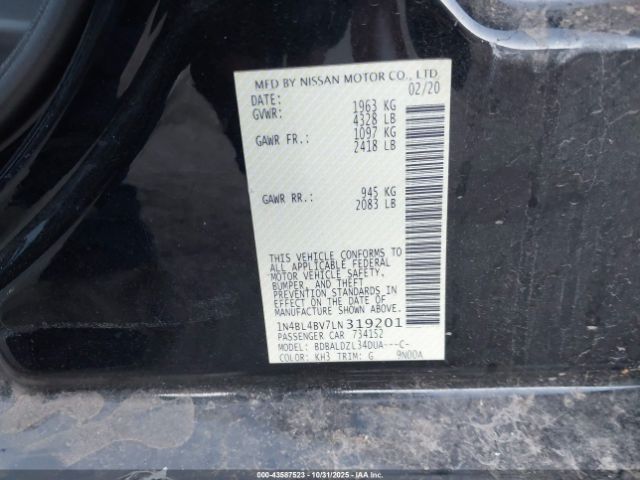 MFD BY NISSAN MOTOR CO., LTD
DATE: 02/20
GVWR: 1963 KG
4328 LB
GAWR FR.: 1097 KG
2418 LB
GAWR RR.: 945 KG
2083 LB
THIS VEHICLE CONFORMS TO
ALL APPLICABLE FEDERAL
MOTOR VEHICLE SAFETY,
BUMPER, AND THEFT
PREVENTION STANDARDS IN
EFFECT ON THE DATE OF
MANUFACTURE SHOWN ABOVE.
1N4BL4BV7LN319201
PASSENGER CAR 734152
MODEL: BDBALDZL34DUA---C-
COLOR: KH3 TRIM: G 9N00A
00-43587523 | 10/31/2025 | Copyright © IAA, LLC